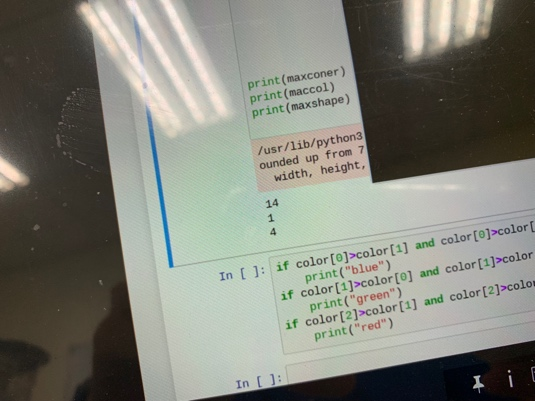 print(maxconer)
print(maccol)
print(maxshape)
/usr/lib/python3
ounded up from 7
width, height,
14
1
4
In [ ]: if color[0]>color[1] and color[0]>color[
print("blue")
if color[1]>color[0] and color[1]>color
print("green")
if color[2]>color[1] and color[2]>color
print("red")
In [ ]: